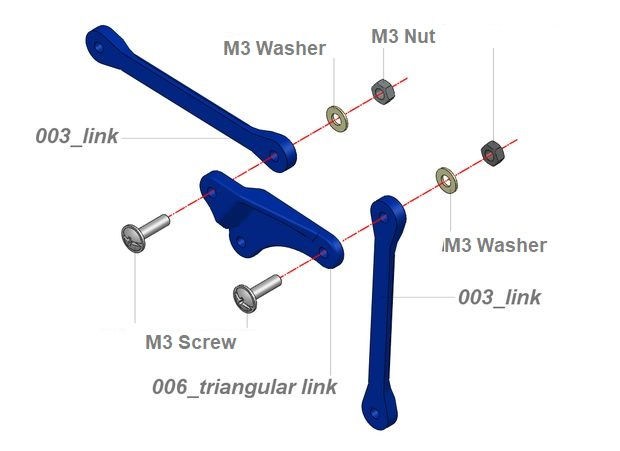 M3 Nut
M3 Washer
003_link
M3 Washer
003_link
M3 Screw
006_triangular link